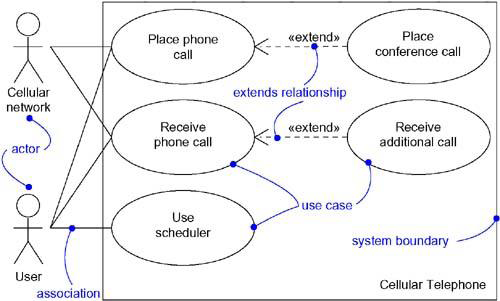 Place phone
call
«extend»
Place
conference call
Cellular
network
extends relationship
actor
Receive
phone call
«extend»
Receive
additional call
use case
Use
scheduler
system boundary
User
association
Cellular Telephone